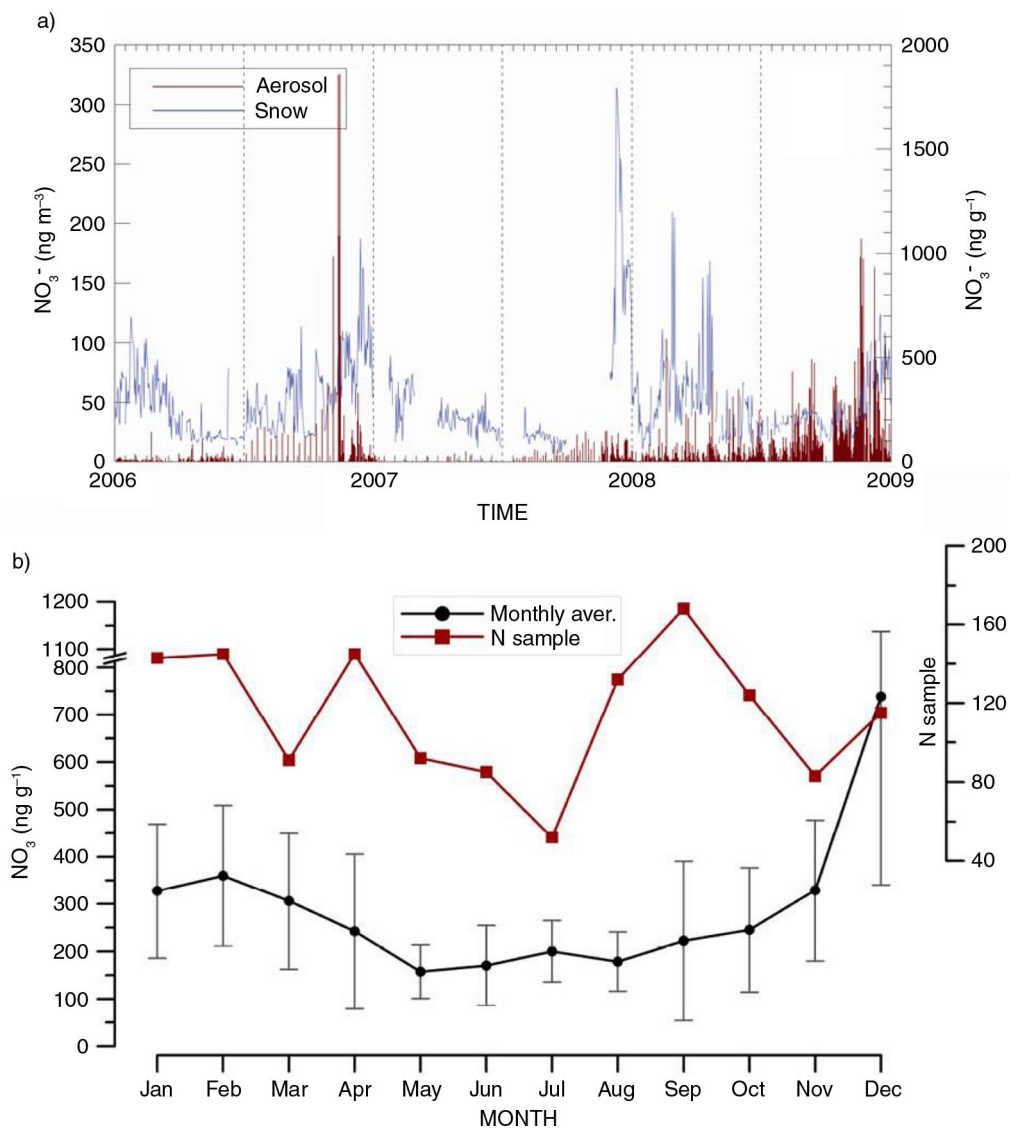 a)
350
300
250
200
150
100
50
0
NO₃⁻ (ng m⁻³)
Aerosol
Snow
2000
1500
1000
500
0
NO₃⁻ (ng g⁻¹)
2006 2007 2008 2009
TIME
b)
1200
1100
800
700
600
500
400
300
200
100
0
NO₃ (ng g⁻¹)
Monthly aver.
N sample
200
160
120
80
40
N sample
Jan Feb Mar Apr May Jun Jul Aug Sep Oct Nov Dec
MONTH